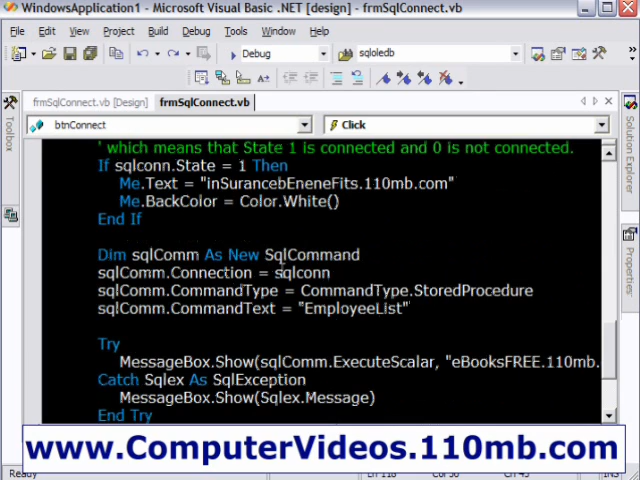 WindowsApplication1 - Microsoft Visual Basic .NET [design] - frmSqlConnect.vb
File Edit View Project Build Debug Tools Window Help
Debug sqloledb
frmSqlConnect.vb [Design] frmSqlConnect.vb
btnConnect Click
Toolbox
Solution Explorer
' which means that State 1 is connected and 0 is not connected.
If sqlconn.State = 1 Then
Me.Text = "inSurancebEneneFits.110mb.com"
Me.BackColor = Color.White()
End If
Dim sqlComm As New SqlCommand
sqlComm.Connection = sqlconn
sqlComm.CommandType = CommandType.StoredProcedure
sqlComm.CommandText = "EmployeeList"
Try
MessageBox.Show(sqlComm.ExecuteScalar, "eBooksFREE.110mb.
Catch Sqlex As SqlException
MessageBox.Show(Sqlex.Message)
End Try
www.ComputerVideos.110mb.com
Ready